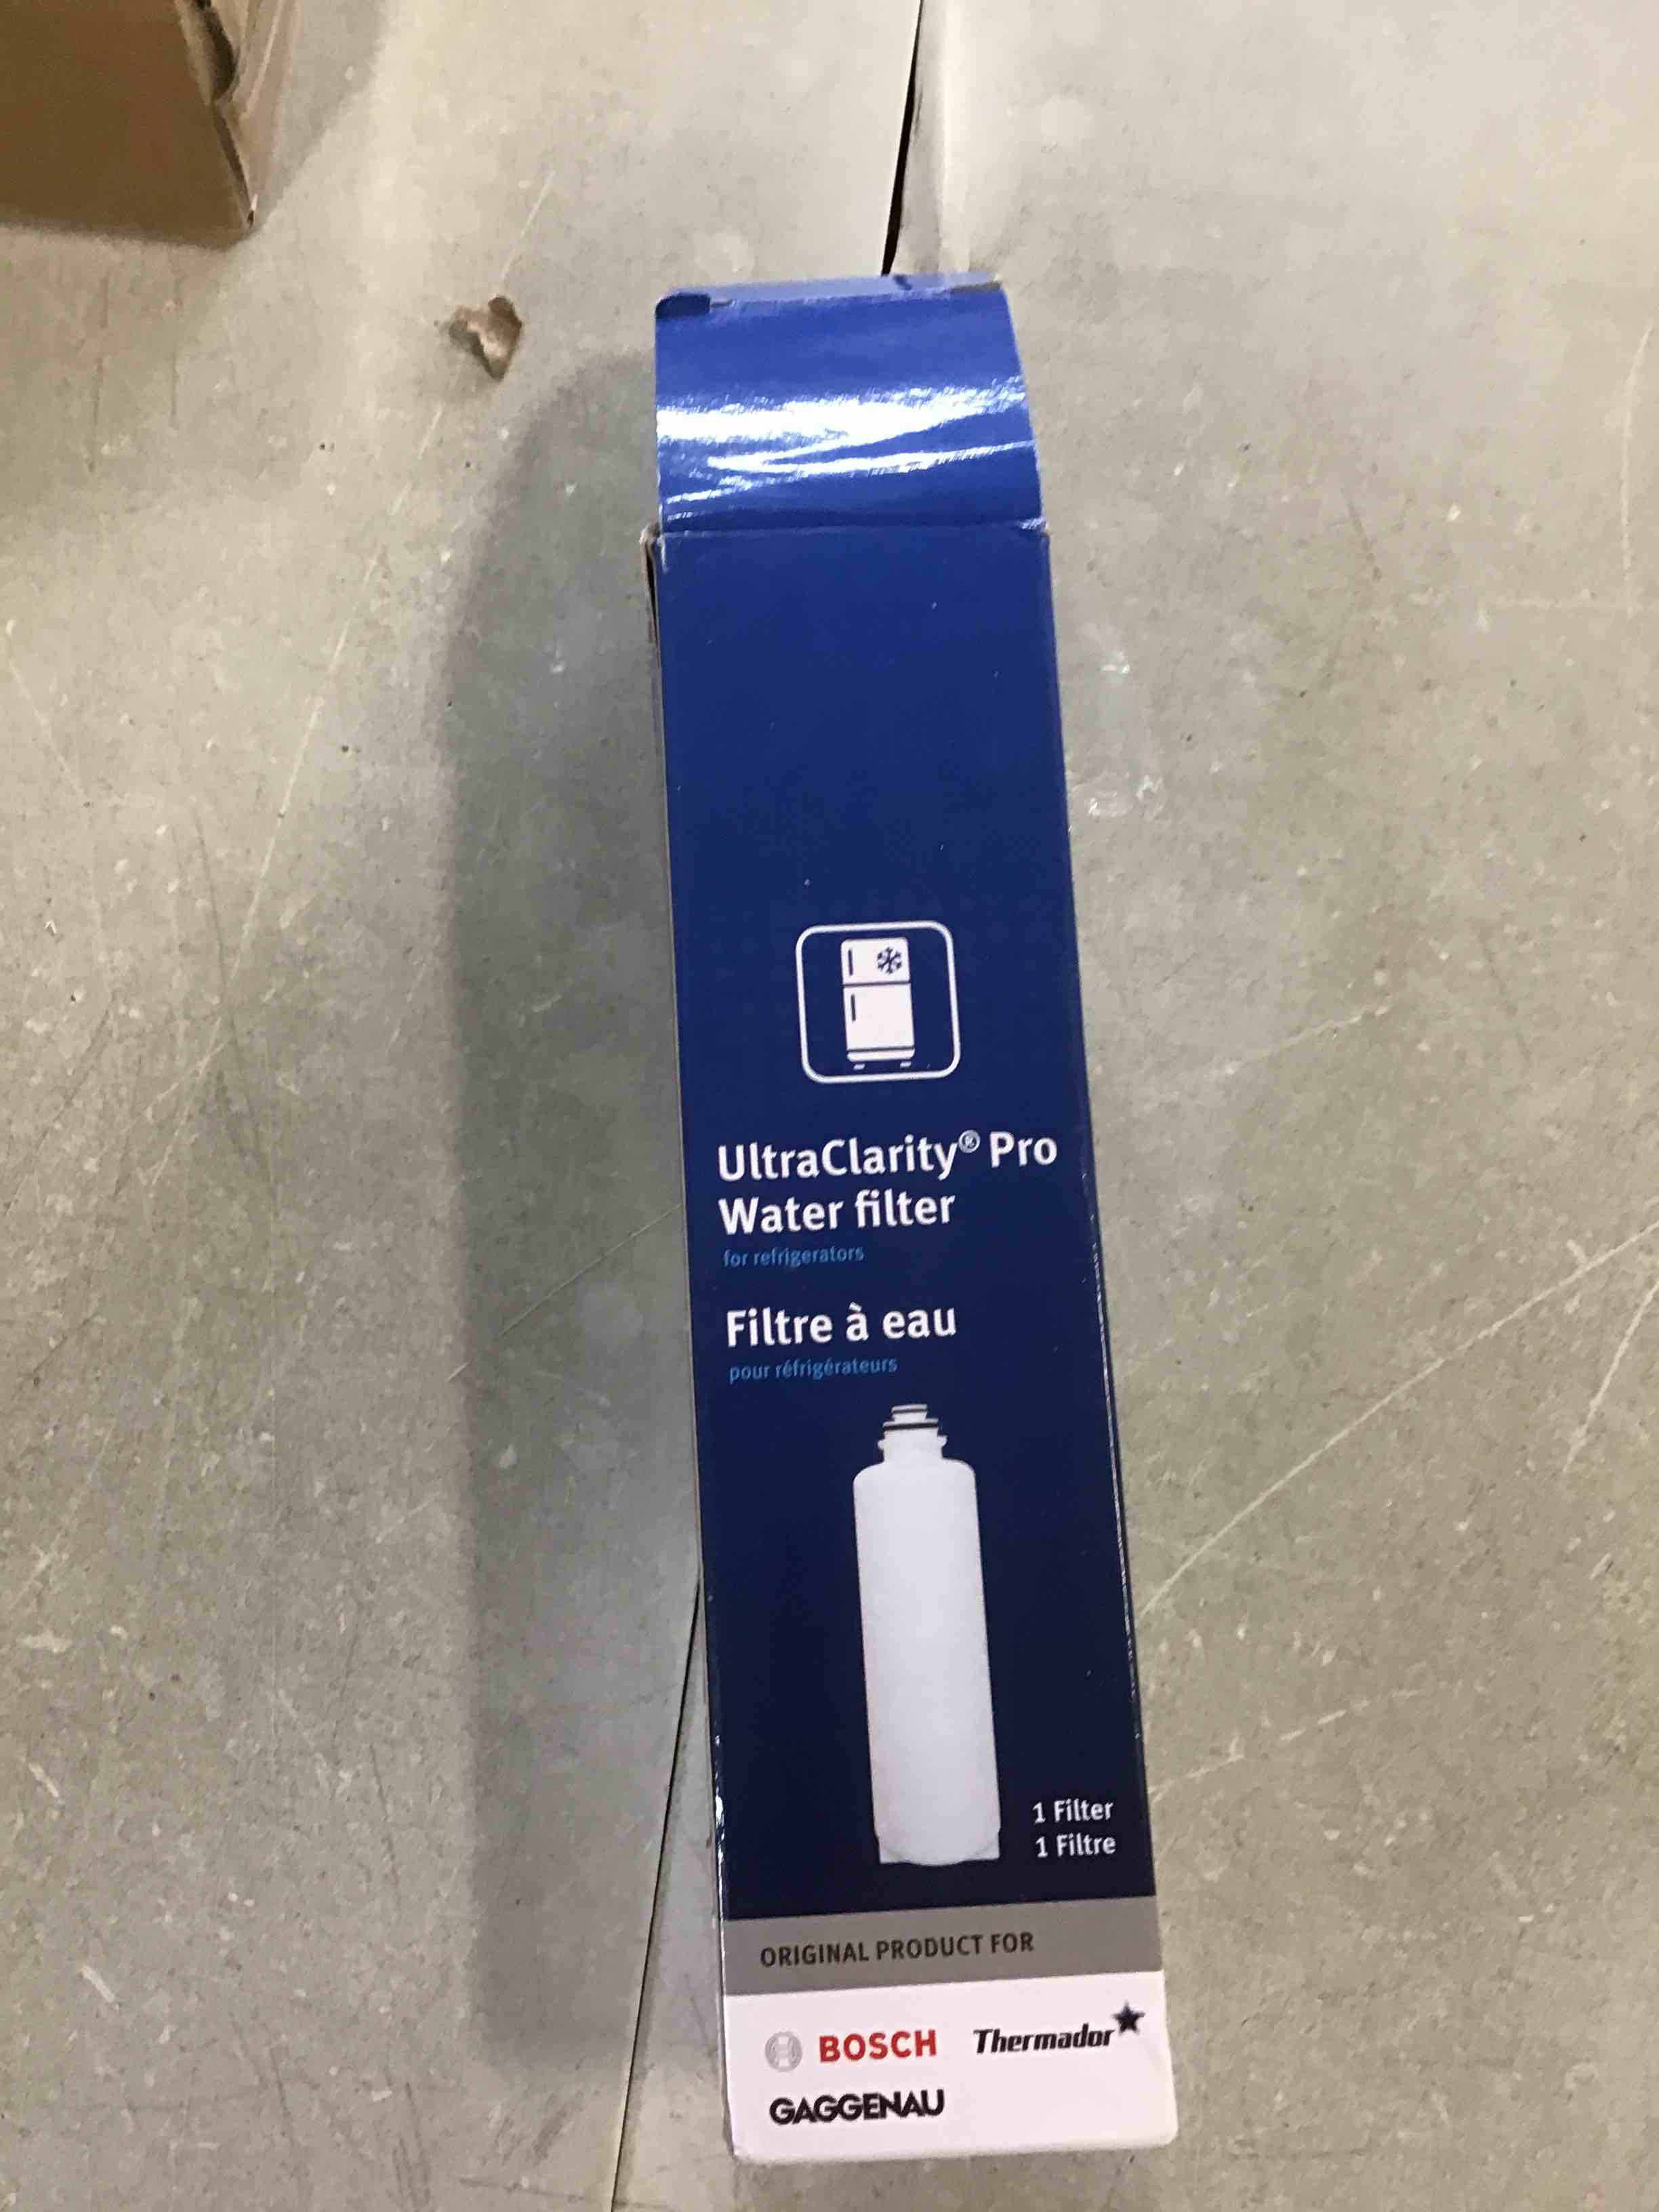 UltraClarity® Pro
Water filter
for refrigerators
Filtre à eau
pour réfrigérateurs
1 Filter
1 Filtre
ORIGINAL PRODUCT FOR
BOSCH Thermador
GAGGENAU